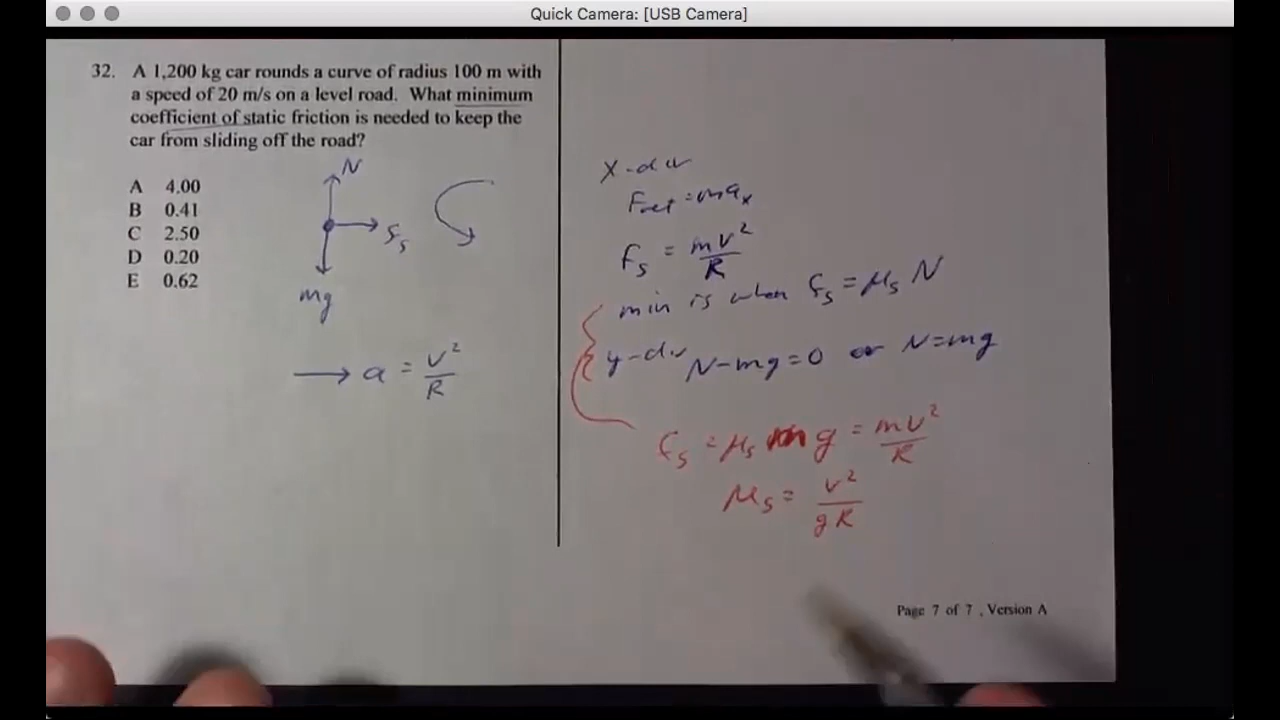 Quick Camera: [USB Camera]
32. A 1,200 kg car rounds a curve of radius 100 m with
a speed of 20 m/s on a level road. What minimum
coefficient of static friction is needed to keep the
car from sliding off the road?
A 4.00
B 0.41
C 2.50
D 0.20
E 0.62
N
fs
mg
a = v²/R
x-dir
Fnet = max
fs = mv²/R
min is when fs = μs N
y-dir N-mg=0 or N=mg
fs = μs mg = mv²/R
μs = v²/gR
Page 7 of 7 , Version A